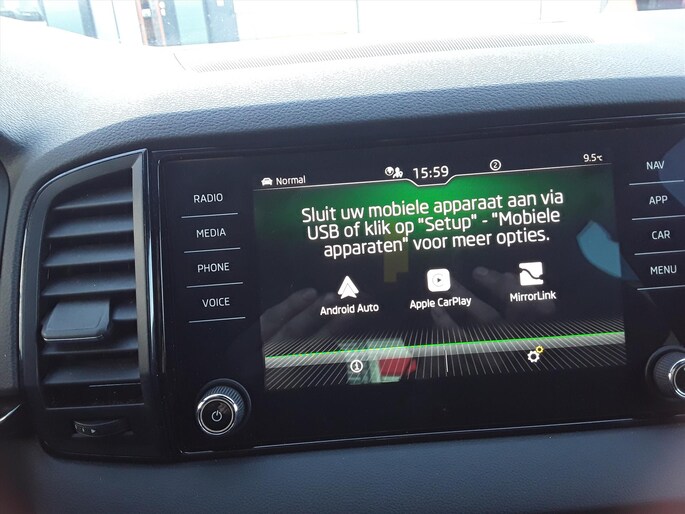 Normal
15:59
2
9.5°C
RADIO
MEDIA
PHONE
VOICE
NAV
APP
CAR
MENU
Sluit uw mobiele apparaat aan via
USB of klik op "Setup" - "Mobiele
apparaten" voor meer opties.
Android Auto
Apple CarPlay
MirrorLink